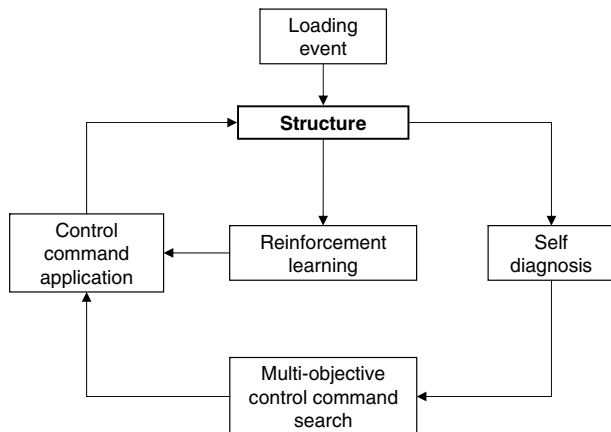 Loading
event
Structure
Control
command
application
Reinforcement
learning
Self
diagnosis
Multi-objective
control command
search